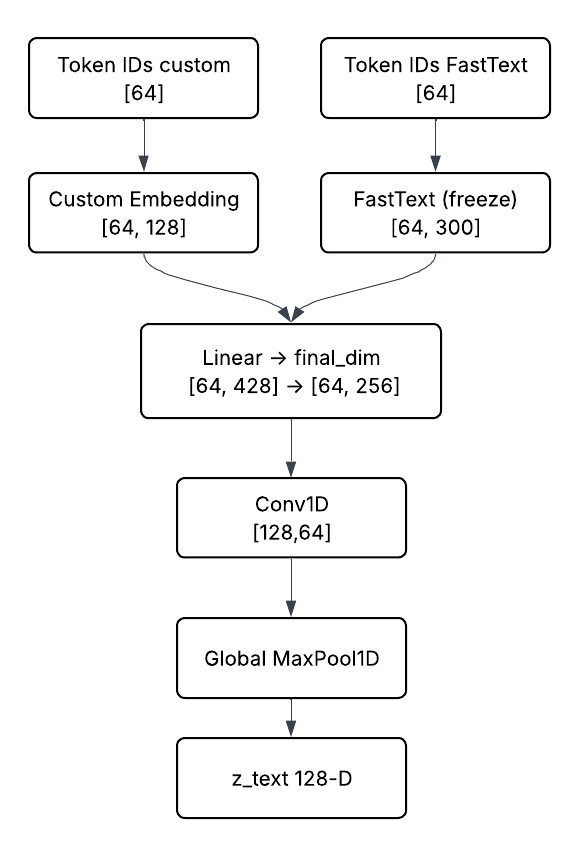 Token IDs custom
[64]
Token IDs FastText
[64]
Custom Embedding
[64, 128]
FastText (freeze)
[64, 300]
Linear → final_dim
[64, 428] → [64, 256]
Conv1D
[128,64]
Global MaxPool1D
z_text 128-D